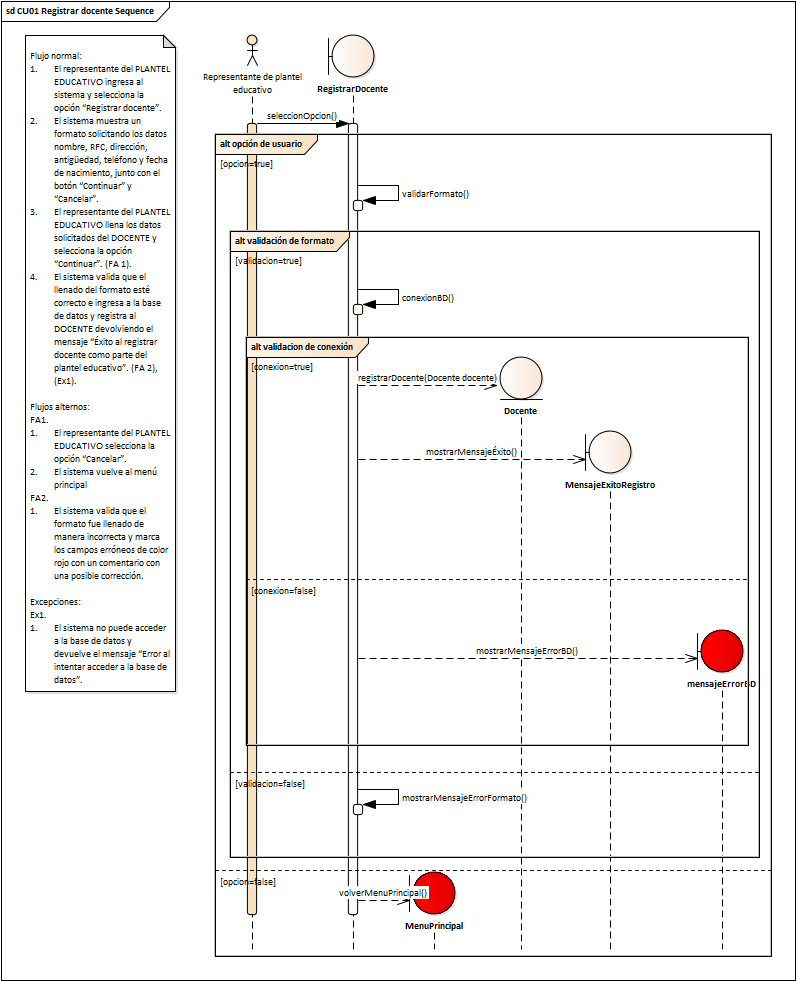 sd CU01 Registrar docente Sequence
Flujo normal:
1. El representante del PLANTEL
EDUCATIVO ingresa al
sistema y selecciona la
opción “Registrar docente”.
2. El sistema muestra un
formato solicitando los datos
nombre, RFC, dirección,
antigüedad, teléfono y fecha
de nacimiento, junto con el
botón “Continuar” y
“Cancelar”.
3. El representante del PLANTEL
EDUCATIVO llena los datos
solicitados del DOCENTE y
selecciona la opción
“Continuar”. (FA 1).
4. El sistema valida que el
llenado del formato esté
correcto e ingresa a la base
de datos y registra al
DOCENTE devolviendo el
mensaje “Éxito al registrar
docente como parte del
plantel educativo”. (FA 2),
(Ex1).
Flujos alternos:
FA1.
1. El representante del PLANTEL
EDUCATIVO selecciona la
opción “Cancelar”.
2. El sistema vuelve al menú
principal
FA2.
1. El sistema valida que el
formato fue llenado de
manera incorrecta y marca
los campos erróneos de color
rojo con un comentario con
una posible corrección.
Excepciones:
Ex1.
1. El sistema no puede acceder
a la base de datos y
devuelve el mensaje “Error al
intentar acceder a la base de
datos”.
Representante de plantel
educativo
RegistrarDocente
seleccionOpcion()
alt opción de usuario
[opcion=true]
validarFormato()
alt validación de formato
[validacion=true]
conexionBD()
alt validacion de conexión
[conexion=true]
registrarDocente(Docente docente)
Docente
mostrarMensajeÉxito()
MensajeExitoRegistro
[conexion=false]
mostrarMensajeErrorBD()
mensajeErrorBD
[validacion=false]
mostrarMensajeErrorFormato()
[opcion=false]
volverMenuPrincipal()
MenuPrincipal